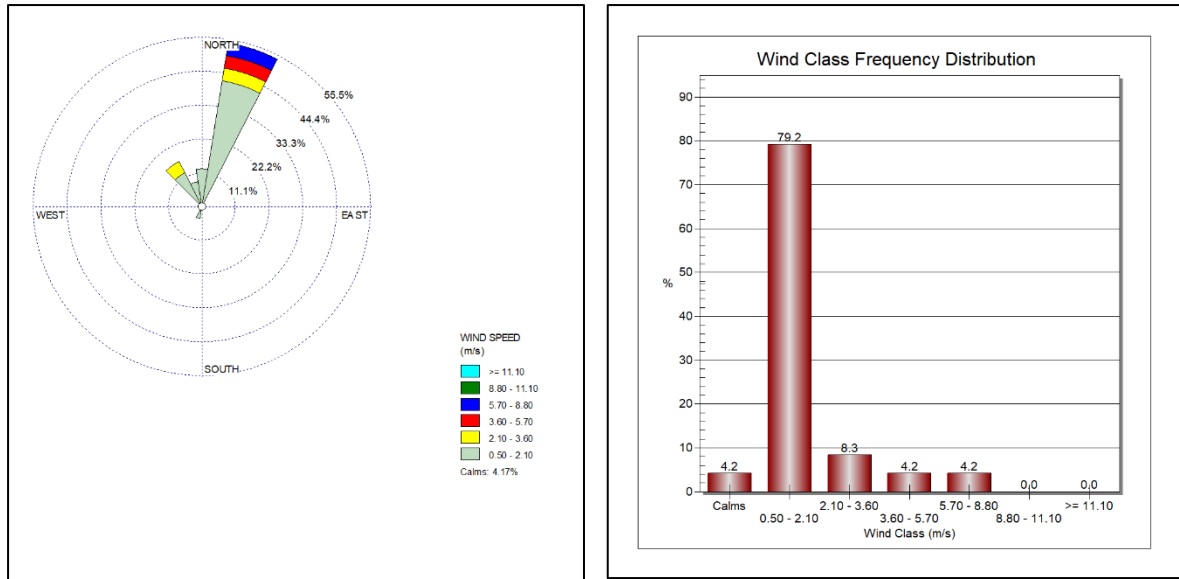 NORTH
55.5%
44.4%
33.3%
22.2%
11.1%
WEST
EAST
SOUTH
WIND SPEED
(m/s)
>= 11.10
8.80 - 11.10
5.70 - 8.80
3.60 - 5.70
2.10 - 3.60
0.50 - 2.10
Calms: 4.17%
Wind Class Frequency Distribution
90
80
70
60
50
40
30
20
10
0
%
4.2
79.2
8.3
4.2
4.2
0.0
0.0
Calms
0.50 - 2.10
2.10 - 3.60
3.60 - 5.70
5.70 - 8.80
8.80 - 11.10
>= 11.10
Wind Class (m/s)